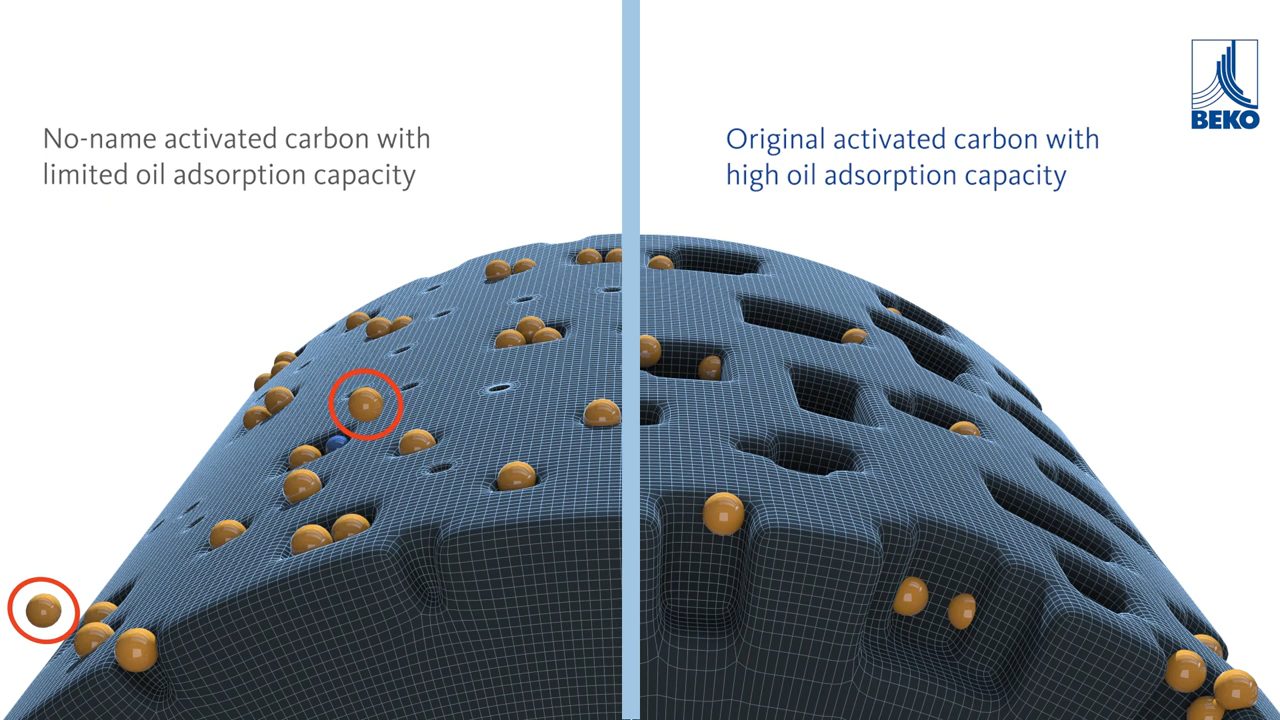 No-name activated carbon with
limited oil adsorption capacity
Original activated carbon with
high oil adsorption capacity
BEKO